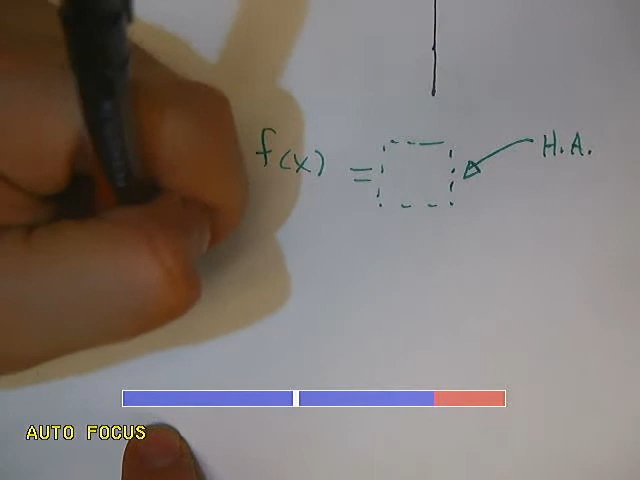 f(x) = H.A.
AUTO FOCUS